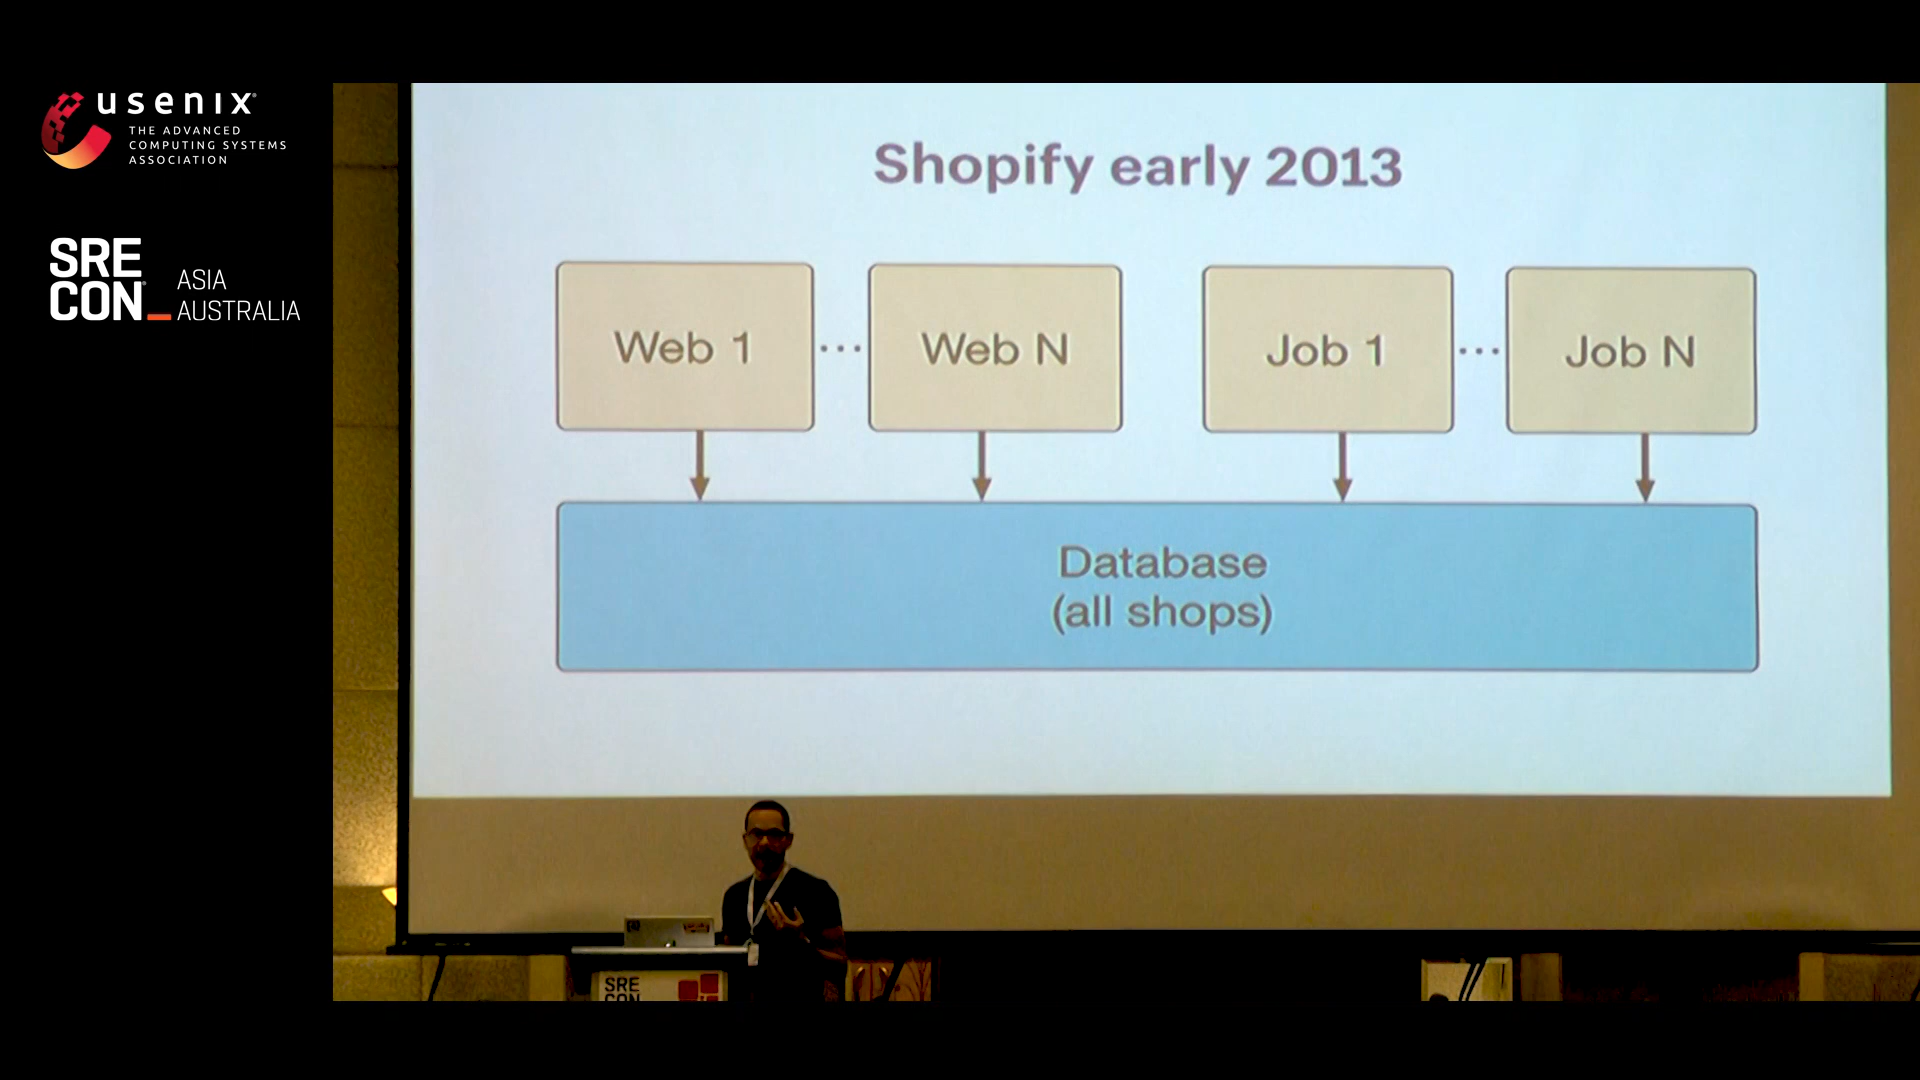 usenix
THE ADVANCED
COMPUTING SYSTEMS
ASSOCIATION
SRE
CON
ASIA
AUSTRALIA
Shopify early 2013
Web 1 ... Web N Job 1 ... Job N
Database
(all shops)
SRE
CON